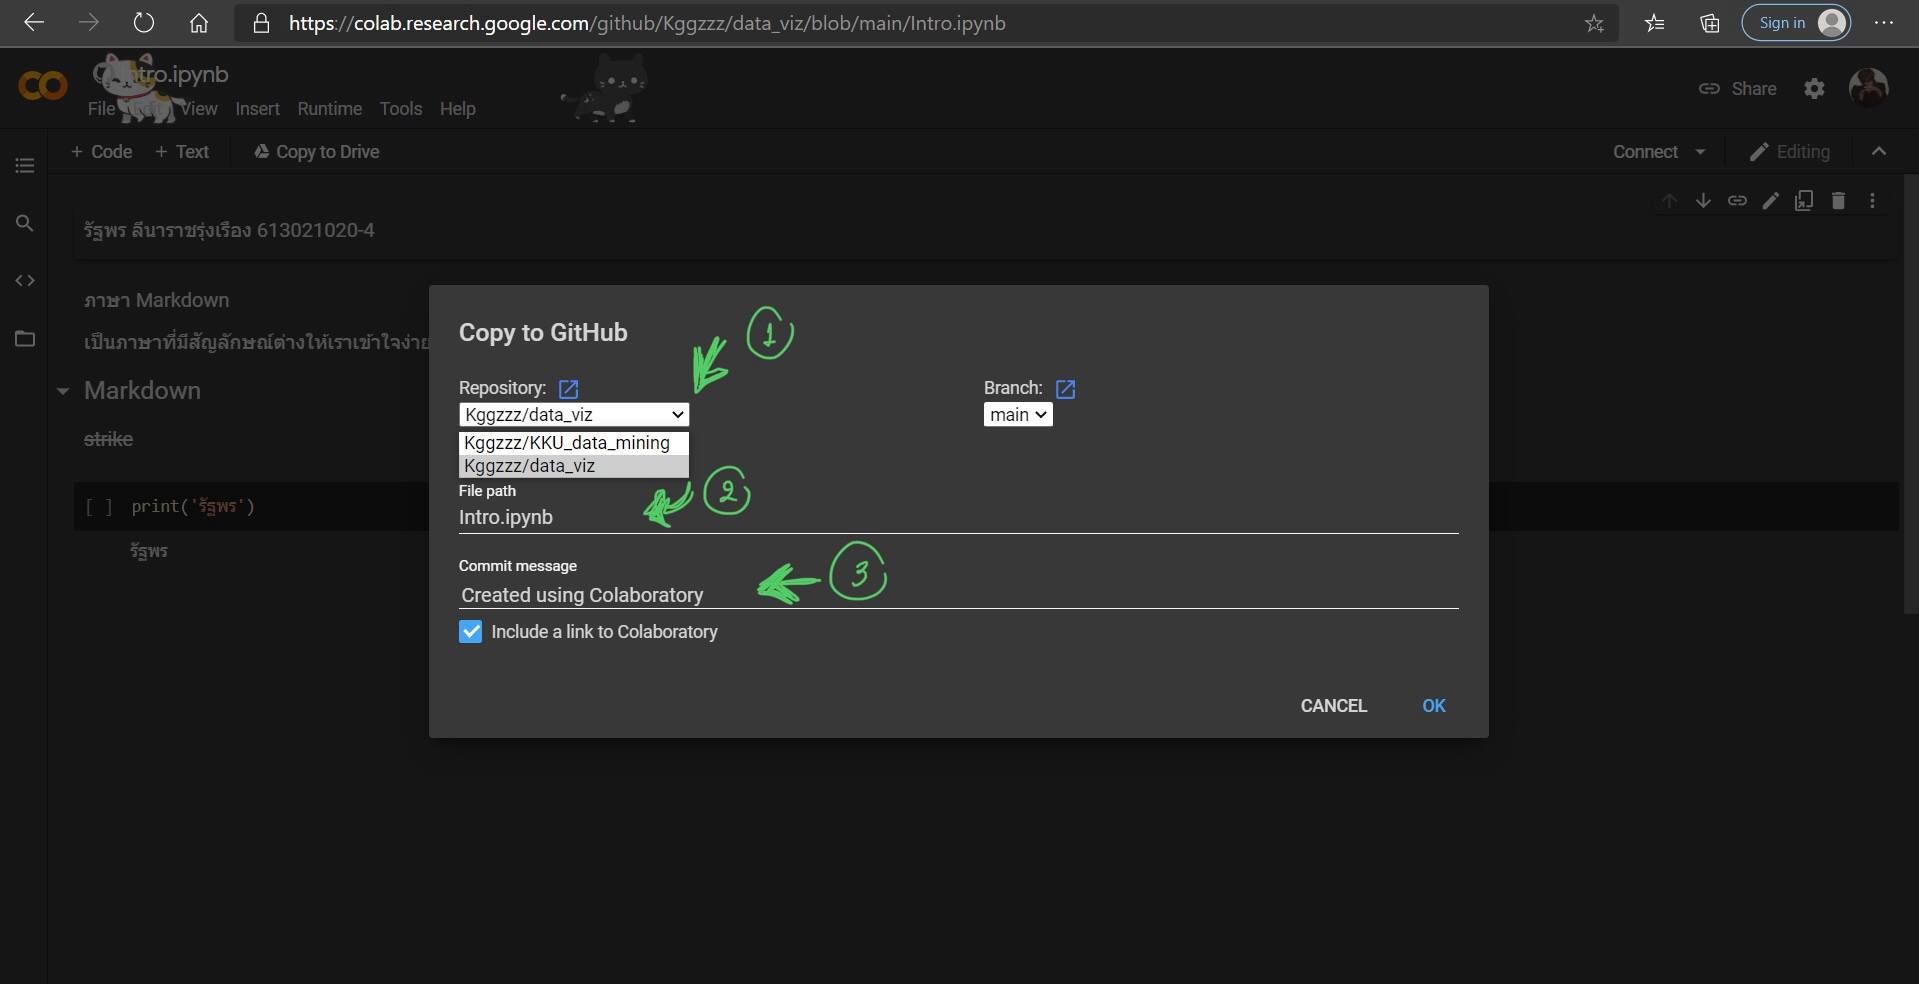 https://colab.research.google.com/github/Kggzzz/data_viz/blob/main/Intro.ipynb
Sign in
Intro.ipynb
File Edit View Insert Runtime Tools Help
Share
+ Code + Text Copy to Drive
Connect
Editing
รัฐพร ลีนาราชรุ่งเรือง 613021020-4
ภาษา Markdown
เป็นภาษาที่มีสัญลักษณ์ต่างให้เราเข้าใจง่าย
Markdown
strike
[ ] print('รัฐพร')
รัฐพร
Copy to GitHub
1
Repository:
Branch:
Kggzzz/data_viz
main
Kggzzz/KKU_data_mining
Kggzzz/data_viz
2
File path
Intro.ipynb
3
Commit message
Created using Colaboratory
Include a link to Colaboratory
CANCEL
OK